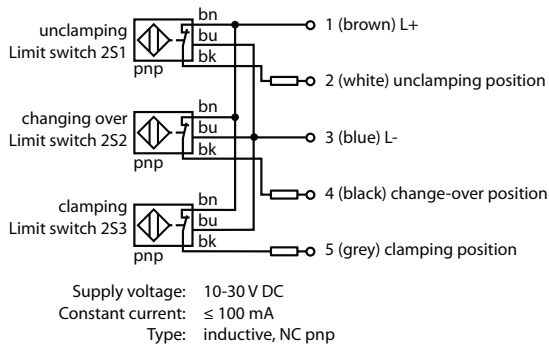 unclamping
Limit switch 2S1
pnp
bn
bu
bk
1 (brown) L+
2 (white) unclamping position
changing over
Limit switch 2S2
pnp
bn
bu
bk
3 (blue) L-
4 (black) change-over position
clamping
Limit switch 2S3
pnp
bn
bu
bk
5 (grey) clamping position
Supply voltage: 10-30 V DC
Constant current: ≤ 100 mA
Type: inductive, NC pnp